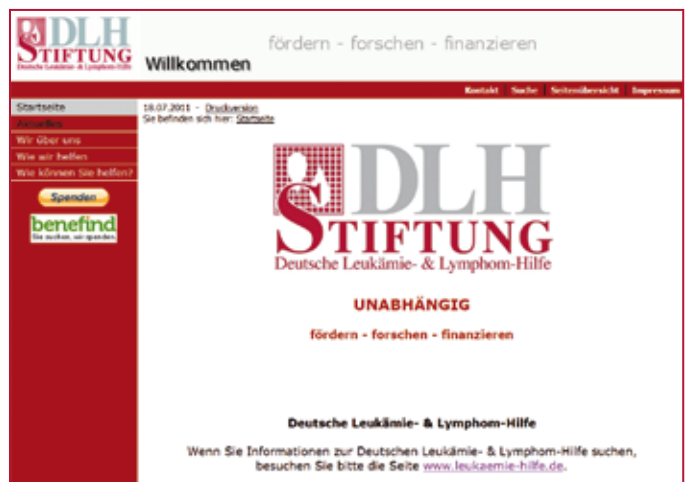 DLH
STIFTUNG
Deutsche Leukämie- & Lymphom-Hilfe
Willkommen
fördern - forschen - finanzieren
Kontakt Suche Seitenübersicht Impressum
Startseite
Aktuelles
Wir über uns
Wie wir helfen
Wie können Sie helfen?
Spenden
benefind
Sie suchen, wir spenden.
18.07.2011 - Druckversion
Sie befinden sich hier: Startseite
DLH
STIFTUNG
Deutsche Leukämie- & Lymphom-Hilfe
UNABHÄNGIG
fördern - forschen - finanzieren
Deutsche Leukämie- & Lymphom-Hilfe
Wenn Sie Informationen zur Deutschen Leukämie- & Lymphom-Hilfe suchen,
besuchen Sie bitte die Seite www.leukaemie-hilfe.de.